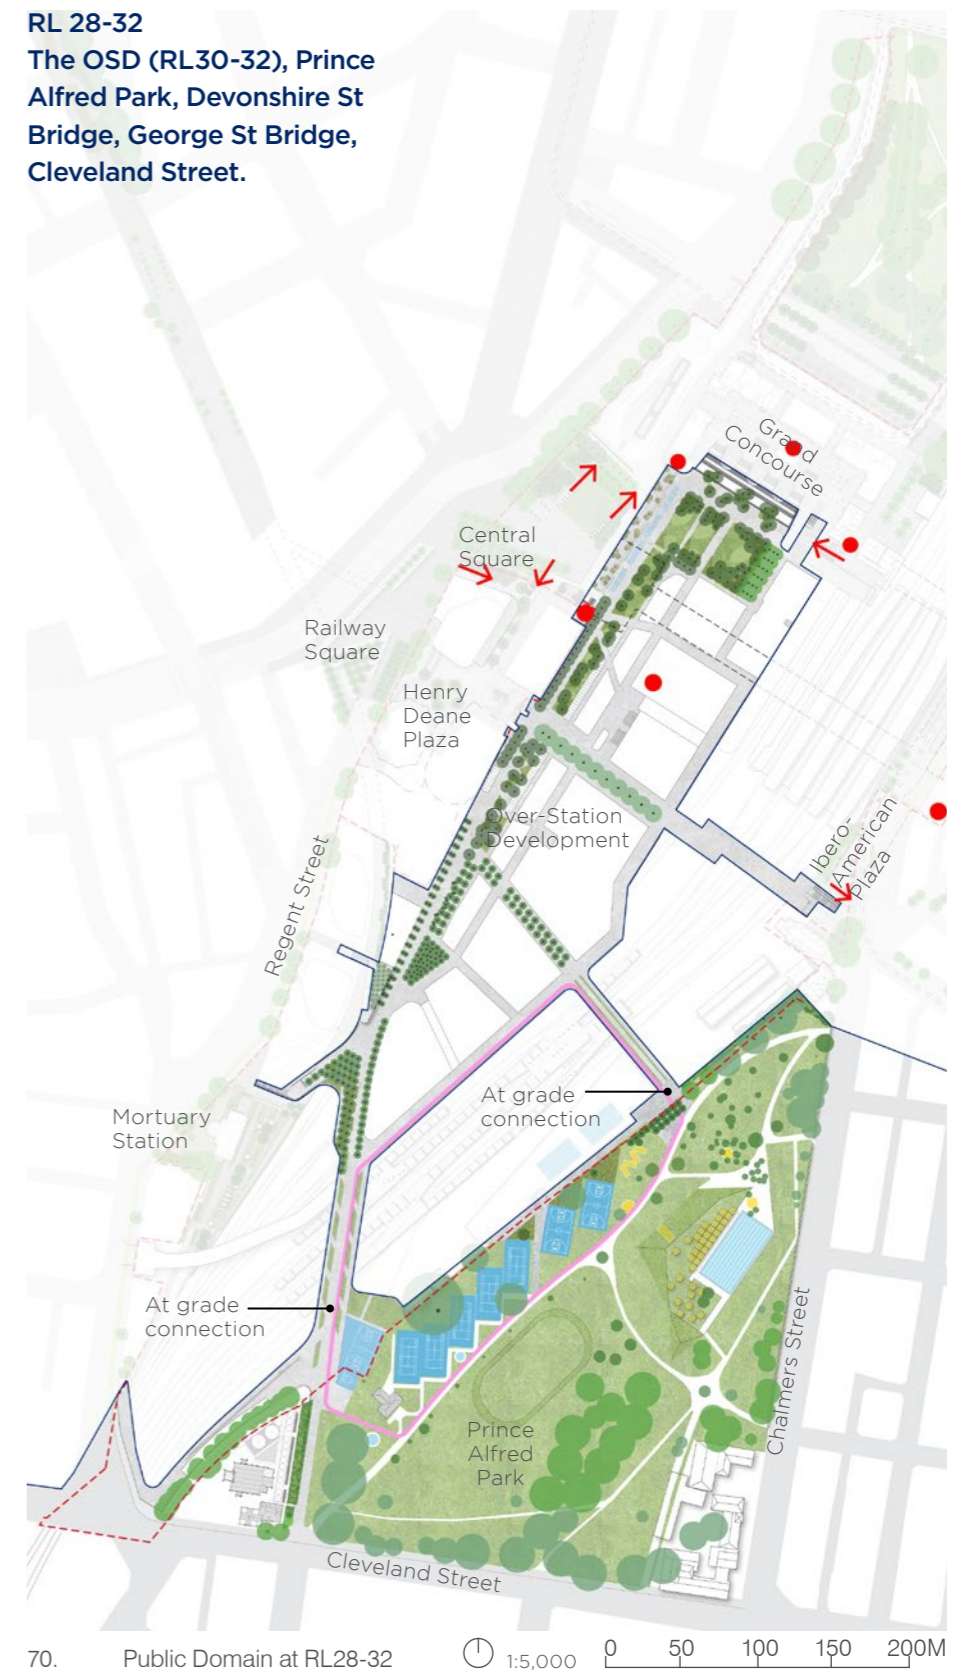 RL 28-32
The OSD (RL30-32), Prince
Alfred Park, Devonshire St
Bridge, George St Bridge,
Cleveland Street.
Grand
Concourse
Central
Square
Railway
Square
Henry
Deane
Plaza
Over-Station
Development
Ibero-
American
Plaza
Regent Street
At grade
connection
Mortuary
Station
At grade
connection
Chalmers Street
Prince
Alfred
Park
Cleveland Street
70. Public Domain at RL28-32 1:5,000 0 50 100 150 200M